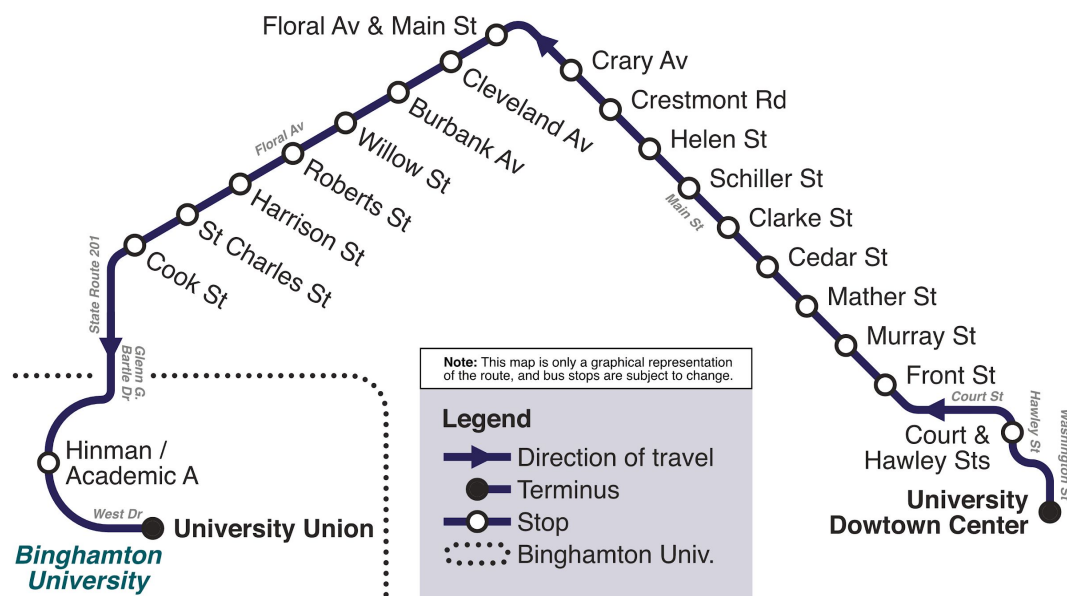 Floral Av & Main St
Crary Av
Cleveland Av
Crestmont Rd
Burbank Av
Helen St
Floral Av
Willow St
Schiller St
Roberts St
Main St
Clarke St
Harrison St
Cedar St
St Charles St
State Route 201
Cook St
Mather St
Murray St
Glenn G.
Bartle Dr
Note: This map is only a graphical representation
of the route, and bus stops are subject to change.
Front St
Court St
Hawley St
Washington St
Legend
Court &
Hawley Sts
Hinman /
Academic A
Direction of travel
Terminus
University
Dowtown Center
West Dr
University Union
Stop
Binghamton Univ.
Binghamton
University